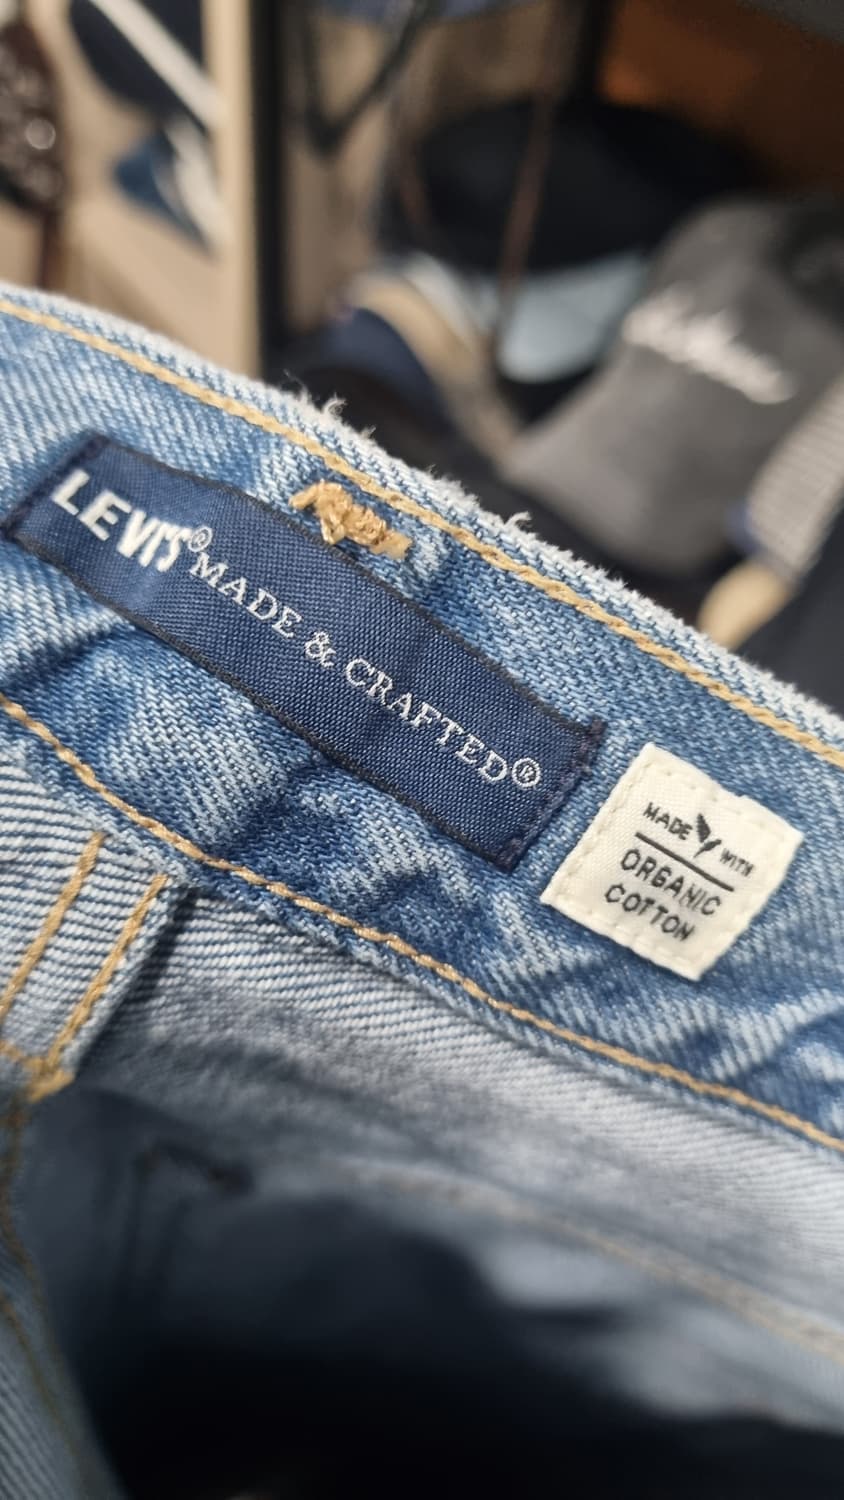 LEVI'S® MADE & CRAFTED®
MADE WITH
ORGANIC
COTTON